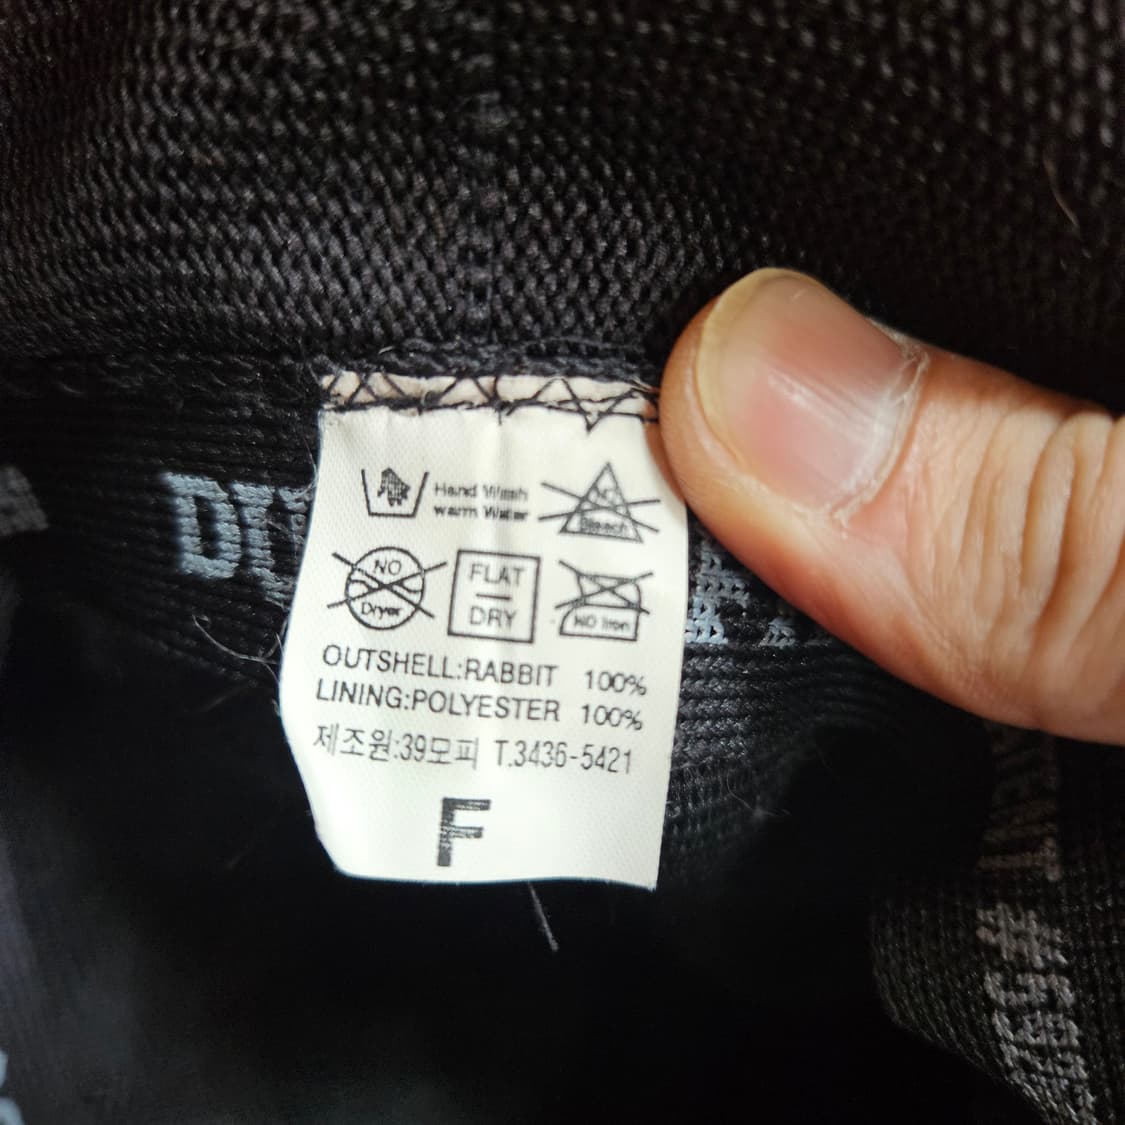 Hand Wash
warm Water
NO
Bleach
NO
Dryer
FLAT
DRY
NO Iron
OUTSHELL:RABBIT 100%
LINING:POLYESTER 100%
제조원:39모피 T.3436-5421
F